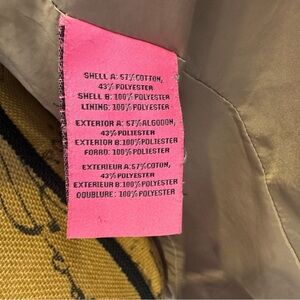 SHELL A: 57% COTTON,
43% POLYESTER
SHELL B: 100% POLYESTER
LINING: 100% POLYESTER
EXTERIOR A: 57% ALGODON,
43% POLIESTER
EXTERIOR B: 100% POLIESTER
FORRO: 100% POLIESTER
EXTERIEUR A: 57% COTON,
43% POLYESTER
EXTERIEUR B: 100% POLYESTER
DOUBLURE: 100% POLYESTER